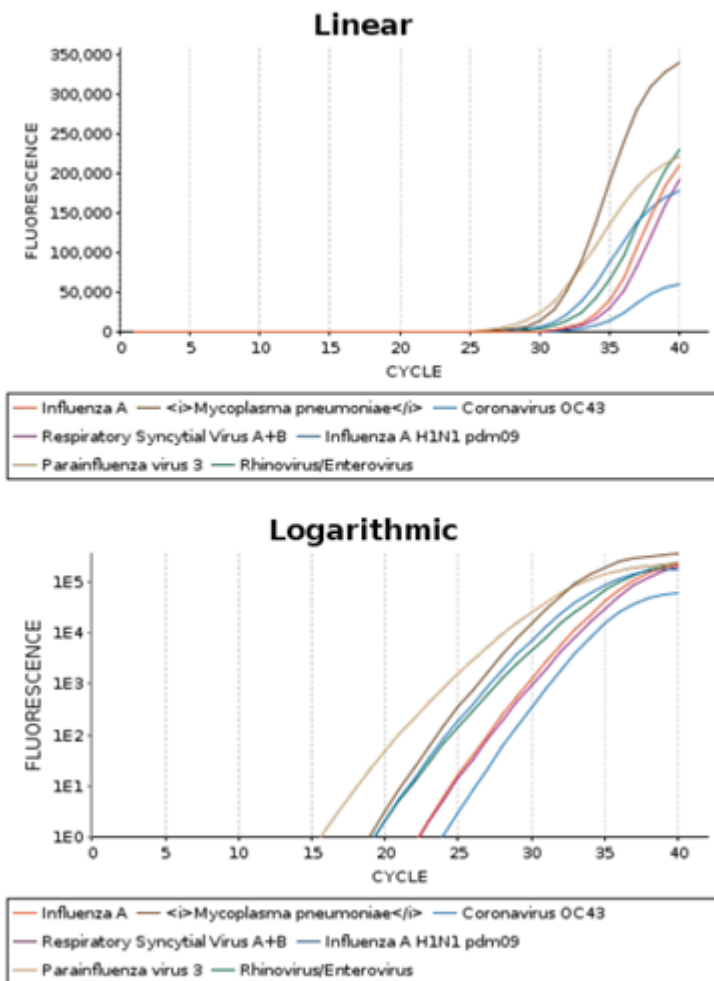 Linear
350,000
300,000
250,000
200,000
150,000
100,000
50,000
0
FLUORESCENCE
0 5 10 15 20 25 30 35 40
CYCLE
Influenza A <i>Mycoplasma pneumoniae</i> Coronavirus OC43
Respiratory Syncytial Virus A+B Influenza A H1N1 pdm09
Parainfluenza virus 3 Rhinovirus/Enterovirus
Logarithmic
1E5
1E4
1E3
1E2
1E1
1E0
FLUORESCENCE
0 5 10 15 20 25 30 35 40
CYCLE
Influenza A <i>Mycoplasma pneumoniae</i> Coronavirus OC43
Respiratory Syncytial Virus A+B Influenza A H1N1 pdm09
Parainfluenza virus 3 Rhinovirus/Enterovirus